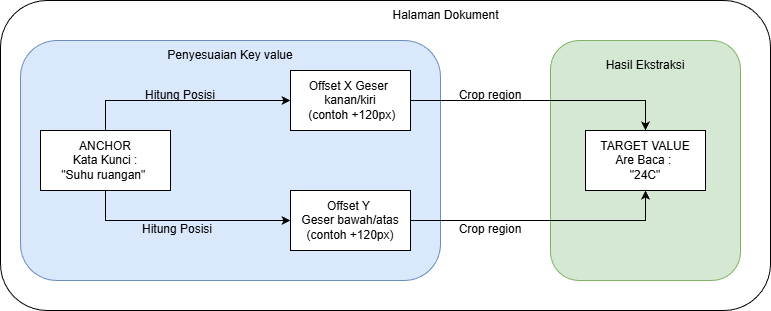 Halaman Dokument
Penyesuaian Key value
Hasil Ekstraksi
Hitung Posisi
Offset X Geser
kanan/kiri
(contoh +120px)
Crop region
ANCHOR
Kata Kunci :
"Suhu ruangan"
TARGET VALUE
Are Baca :
"24C"
Hitung Posisi
Offset Y
Geser bawah/atas
(contoh +120px)
Crop region